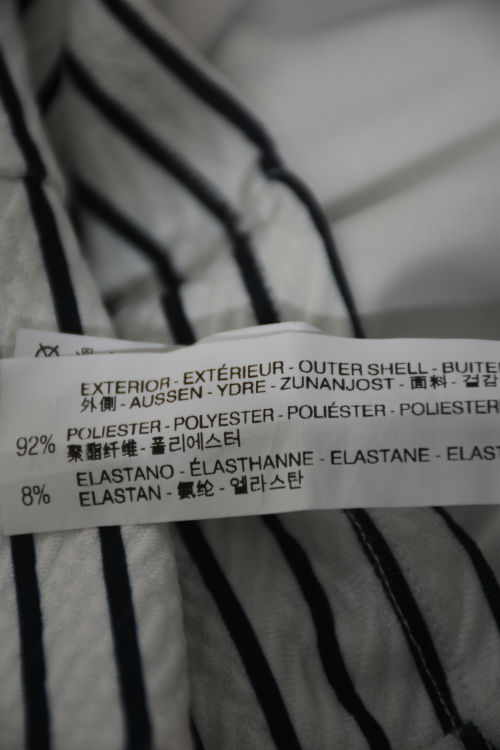 EXTERIOR - EXTÉRIEUR - OUTER SHELL - BUITE
外側 - AUSSEN - YDRE - ZUNANJOST - 面料 - 겉감
92% POLIESTER - POLYESTER - POLIÉSTER - POLIESTER
聚酯纤维 - 폴리에스터
ELASTANO - ÉLASTHANNE - ELASTANE - ELAST
8% ELASTAN - 氨纶 - 엘라스탄